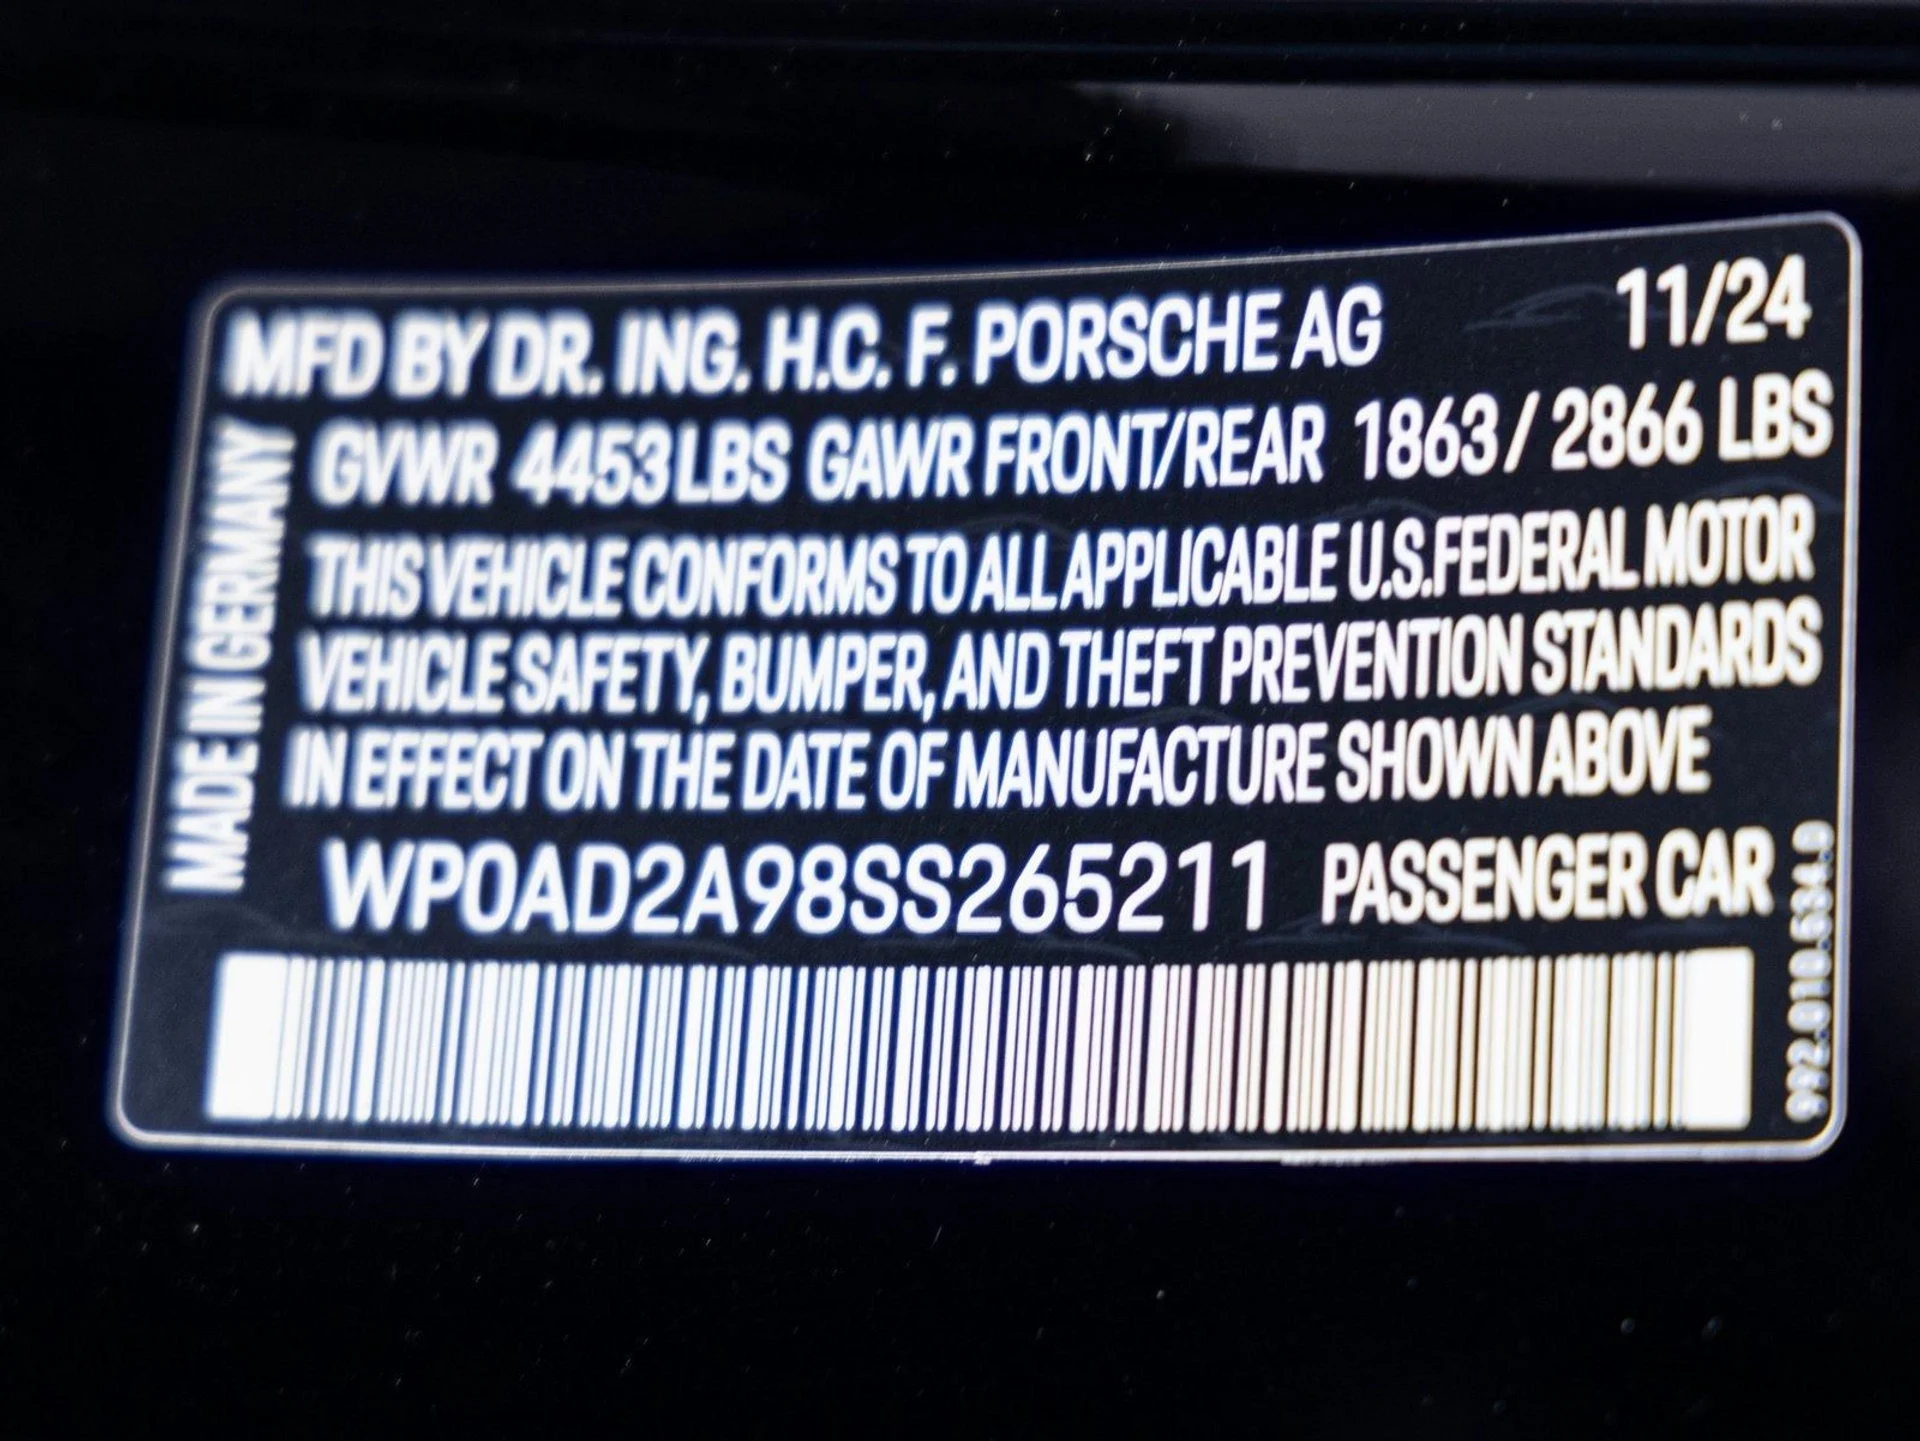 MFD BY DR. ING. H.C. F. PORSCHE AG 11/24
GVWR 4453 LBS GAWR FRONT/REAR 1863 / 2866 LBS
THIS VEHICLE CONFORMS TO ALL APPLICABLE U.S.FEDERAL MOTOR
VEHICLE SAFETY, BUMPER, AND THEFT PREVENTION STANDARDS
IN EFFECT ON THE DATE OF MANUFACTURE SHOWN ABOVE
WP0AD2A98SS265211 PASSENGER CAR
MADE IN GERMANY